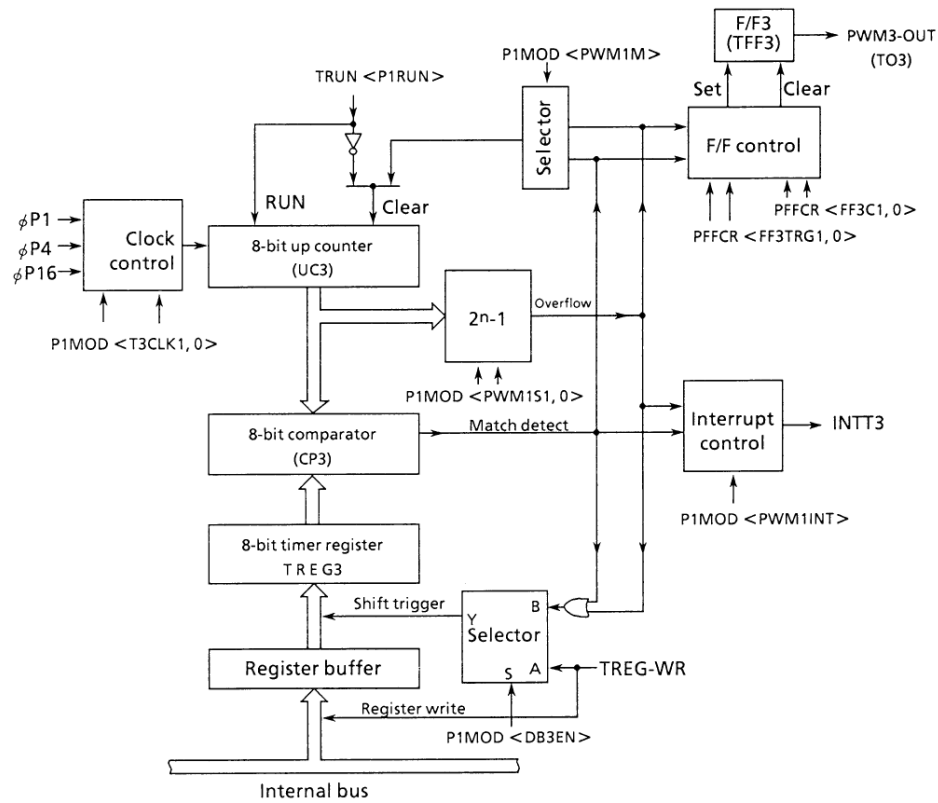 F/F3
(TFF3)
PWM3-OUT
(TO3)
P1MOD <PWM1M>
TRUN <P1RUN>
Set
Clear
Selector
F/F control
RUN
Clear
PFFCR <FF3C1, 0>
PFFCR <FF3TRG1, 0>
φP1
φP4
φP16
Clock
control
8-bit up counter
(UC3)
2n-1
Overflow
P1MOD <T3CLK1, 0>
P1MOD <PWM1S1, 0>
8-bit comparator
(CP3)
Match detect
Interrupt
control
INTT3
P1MOD <PWM1INT>
8-bit timer register
TREG3
Shift trigger
Y
B
Selector
S
A
TREG-WR
Register buffer
Register write
P1MOD <DB3EN>
Internal bus